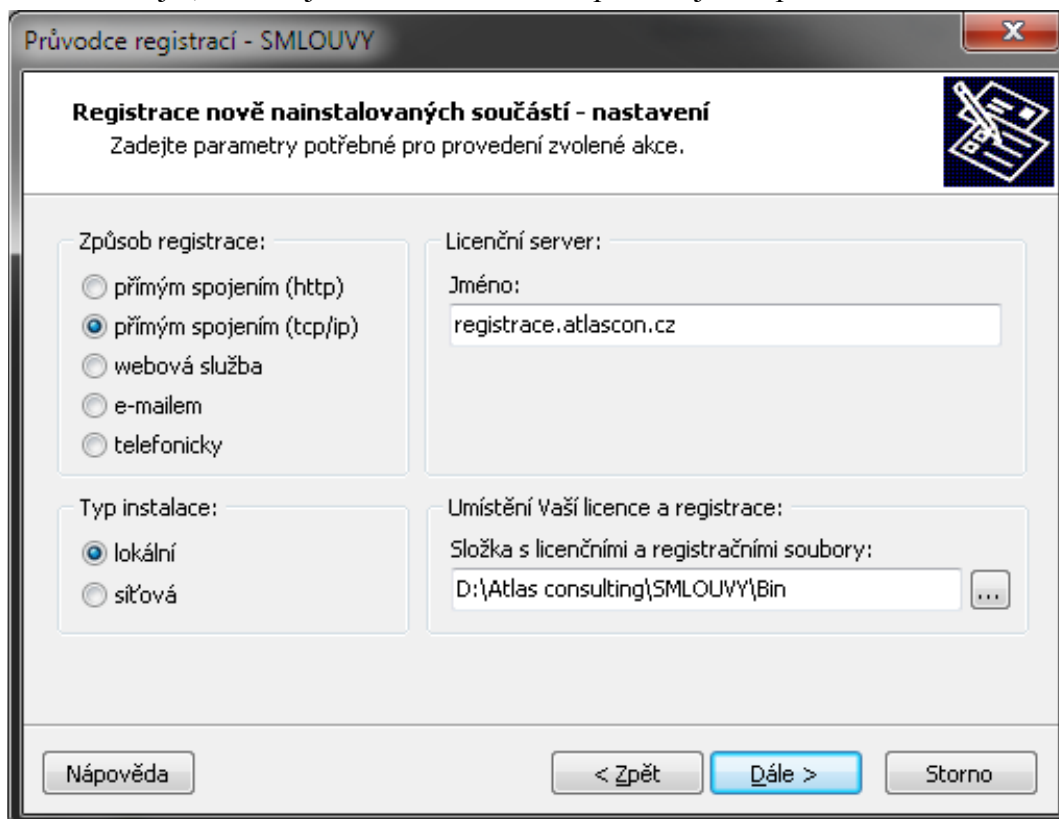 Průvodce registrací - SMLOUVY
Registrace nově nainstalovaných součástí - nastavení
Zadejte parametry potřebné pro provedení zvolené akce.
Způsob registrace:
přímým spojením (http)
přímým spojením (tcp/ip)
webová služba
e-mailem
telefonicky
Licenční server:
Jméno:
registrace.atlascon.cz
Typ instalace:
lokální
síťová
Umístění Vaší licence a registrace:
Složka s licenčními a registračními soubory:
D:\Atlas consulting\SMLOUVY\Bin
...
Nápověda
< Zpět
Dále >
Storno